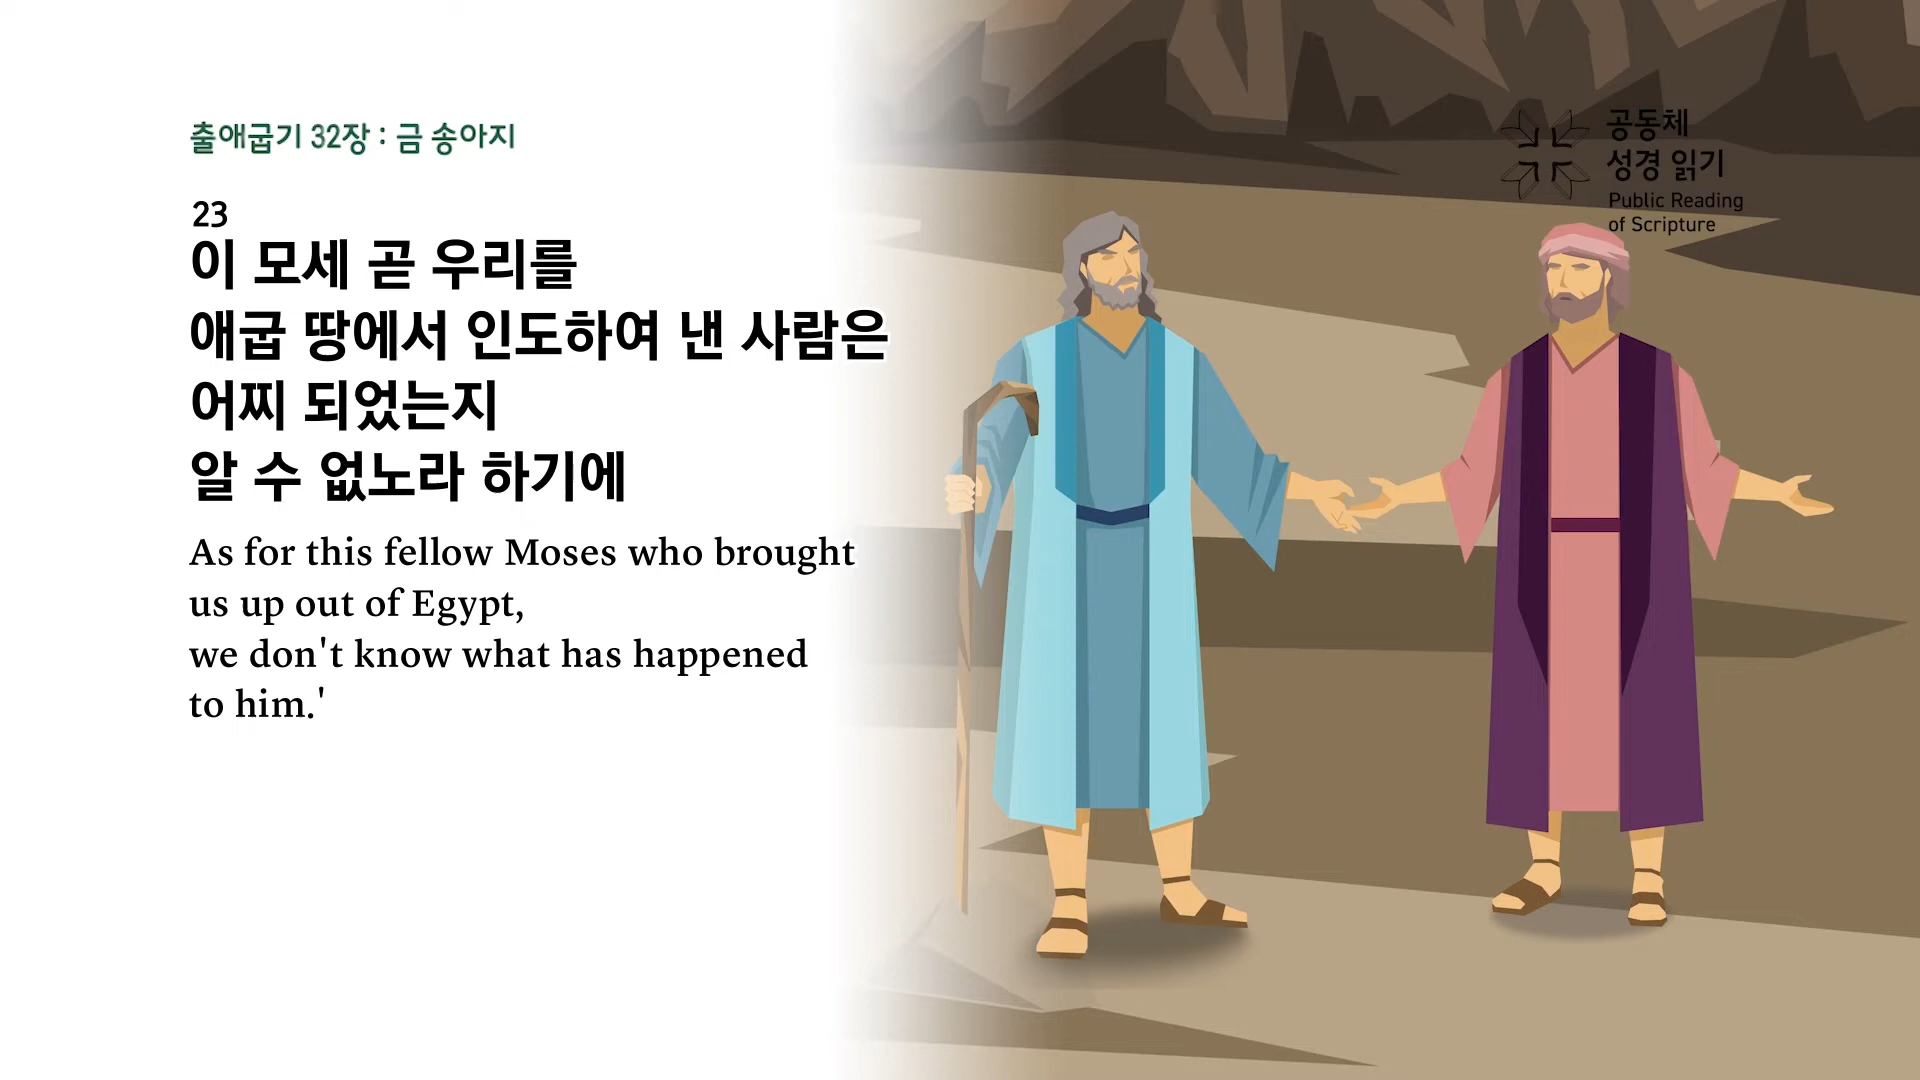 출애굽기 32장 : 금 송아지
23
이 모세 곧 우리를
애굽 땅에서 인도하여 낸 사람은
어찌 되었는지
알 수 없노라 하기에
As for this fellow Moses who brought
us up out of Egypt,
we don't know what has happened
to him.'
공동체
성경 읽기
Public Reading
of Scripture